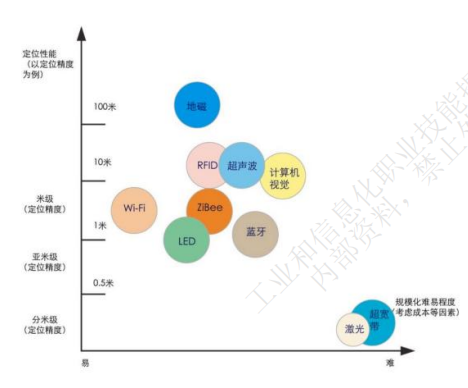 定位性能
（以定位精度
为例）
100米
地磁
10米
RFID
超声波
计算机
视觉
米级
（定位精度）
Wi-Fi
ZiBee
1米
LED
蓝牙
亚米级
（定位精度）
0.5米
规模化难易程度
（考虑成本等因素）
超宽
带
激光
分米级
（定位精度）
易
难
工业和信息化职业技能
内部资料，禁止